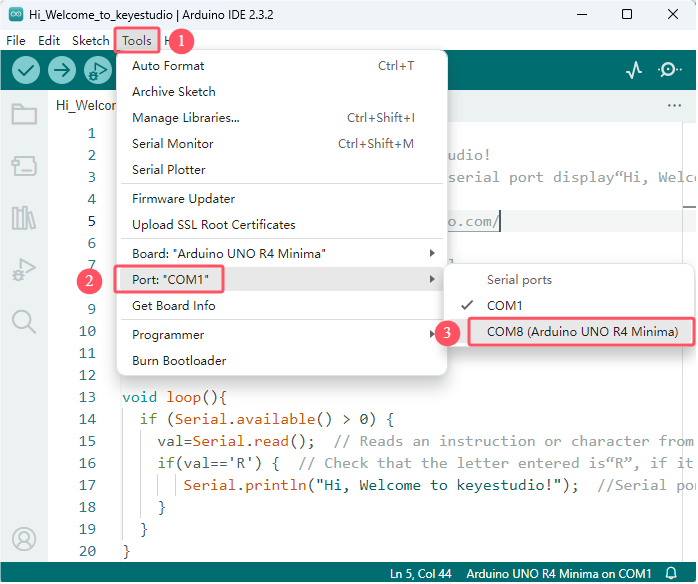 Hi_Welcome_to_keyestudio | Arduino IDE 2.3.2
File Edit Sketch Tools
1
Hi_Welcor
Auto Format Ctrl+T
Archive Sketch
Manage Libraries... Ctrl+Shift+I
Serial Monitor Ctrl+Shift+M
Serial Plotter
Firmware Updater
Upload SSL Root Certificates
Board: "Arduino UNO R4 Minima"
2 Port: "COM1"
Get Board Info
Programmer
Burn Bootloader
Serial ports
COM1
3 COM8 (Arduino UNO R4 Minima)
1
2 udio!
3 serial port display“Hi, Welc
4
5 o.com/
6
7
9
10
11
12
13 void loop(){
14 if (Serial.available() > 0) {
15 val=Serial.read(); // Reads an instruction or character from
16 if(val=='R') { // Check that the letter entered is“R”, if it
17 Serial.println("Hi, Welcome to keyestudio!"); //Serial po
18 }
19 }
20 }
Ln 5, Col 44 Arduino UNO R4 Minima on COM1